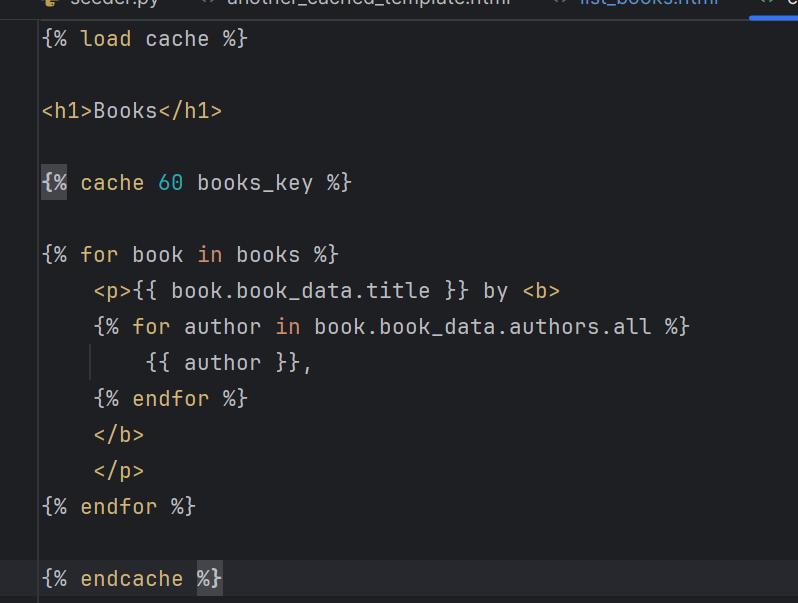 seeder.py another_cached_template.html list_books.html
{% load cache %}
<h1>Books</h1>
{% cache 60 books_key %}
{% for book in books %}
<p>{{ book.book_data.title }} by <b>
{% for author in book.book_data.authors.all %}
{{ author }},
{% endfor %}
</b>
</p>
{% endfor %}
{% endcache %}